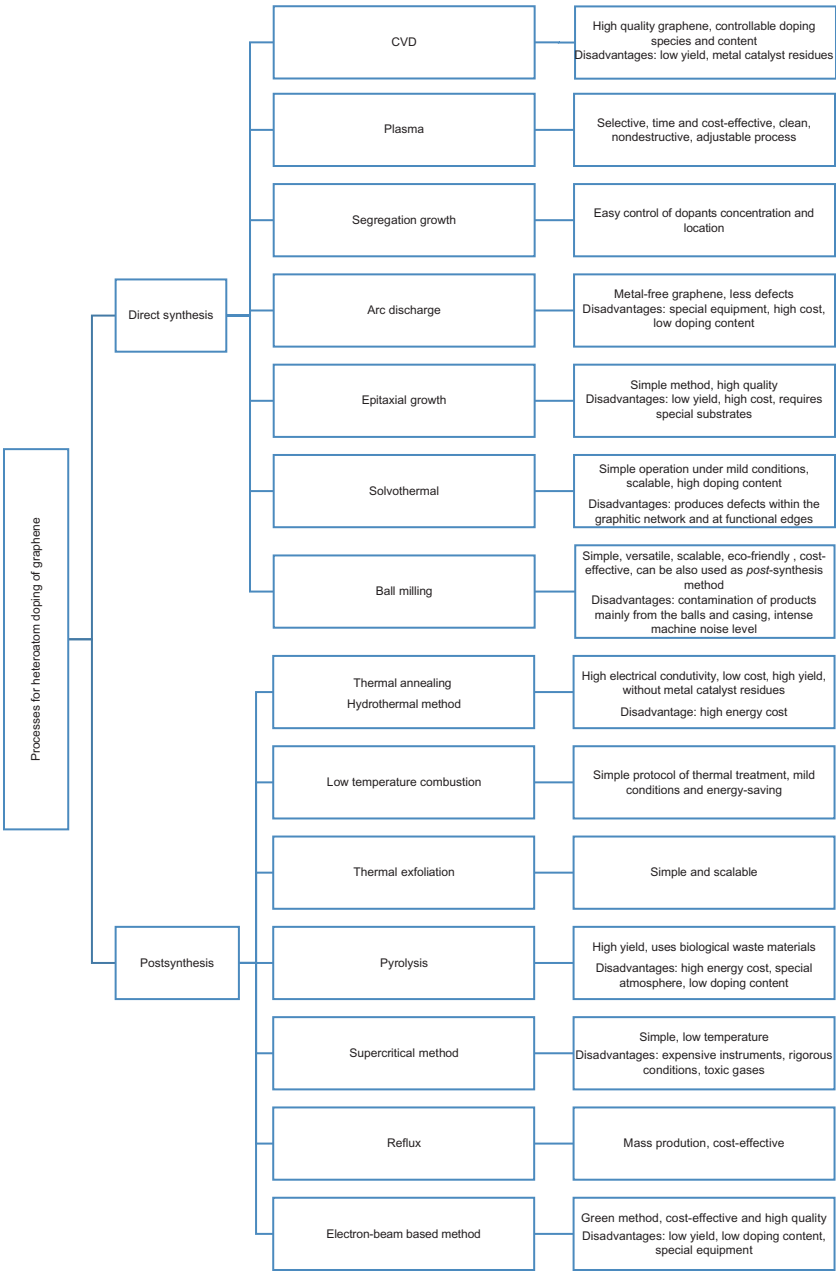 Processes for heteroatom doping of graphene
Direct synthesis
CVD
High quality graphene, controllable doping
species and content
Disadvantages: low yield, metal catalyst residues
Plasma
Selective, time and cost-effective, clean,
nondestructive, adjustable process
Segregation growth
Easy control of dopants concentration and
location
Arc discharge
Metal-free graphene, less defects
Disadvantages: special equipment, high cost,
low doping content
Epitaxial growth
Simple method, high quality
Disadvantages: low yield, high cost, requires
special substrates
Solvothermal
Simple operation under mild conditions,
scalable, high doping content
Disadvantages: produces defects within the
graphitic network and at functional edges
Ball milling
Simple, versatile, scalable, eco-friendly , cost-
effective, can be also used as post-synthesis
method
Disadvantages: contamination of products
mainly from the balls and casing, intense
machine noise level
Postsynthesis
Thermal annealing
Hydrothermal method
High electrical condutivity, low cost, high yield,
without metal catalyst residues
Disadvantage: high energy cost
Low temperature combustion
Simple protocol of thermal treatment, mild
conditions and energy-saving
Thermal exfoliation
Simple and scalable
Pyrolysis
High yield, uses biological waste materials
Disadvantages: high energy cost, special
atmosphere, low doping content
Supercritical method
Simple, low temperature
Disadvantages: expensive instruments, rigorous
conditions, toxic gases
Reflux
Mass prodution, cost-effective
Electron-beam based method
Green method, cost-effective and high quality
Disadvantages: low yield, low doping content,
special equipment